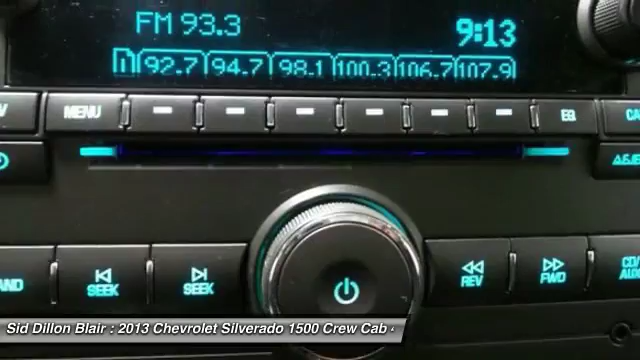 FM 93.3
9:13
92.7 94.7 98.1 100.3 106.7 107.9
MENU EQ
SEEK SEEK REV FWD CD/
Sid Dillon Blair : 2013 Chevrolet Silverado 1500 Crew Cab